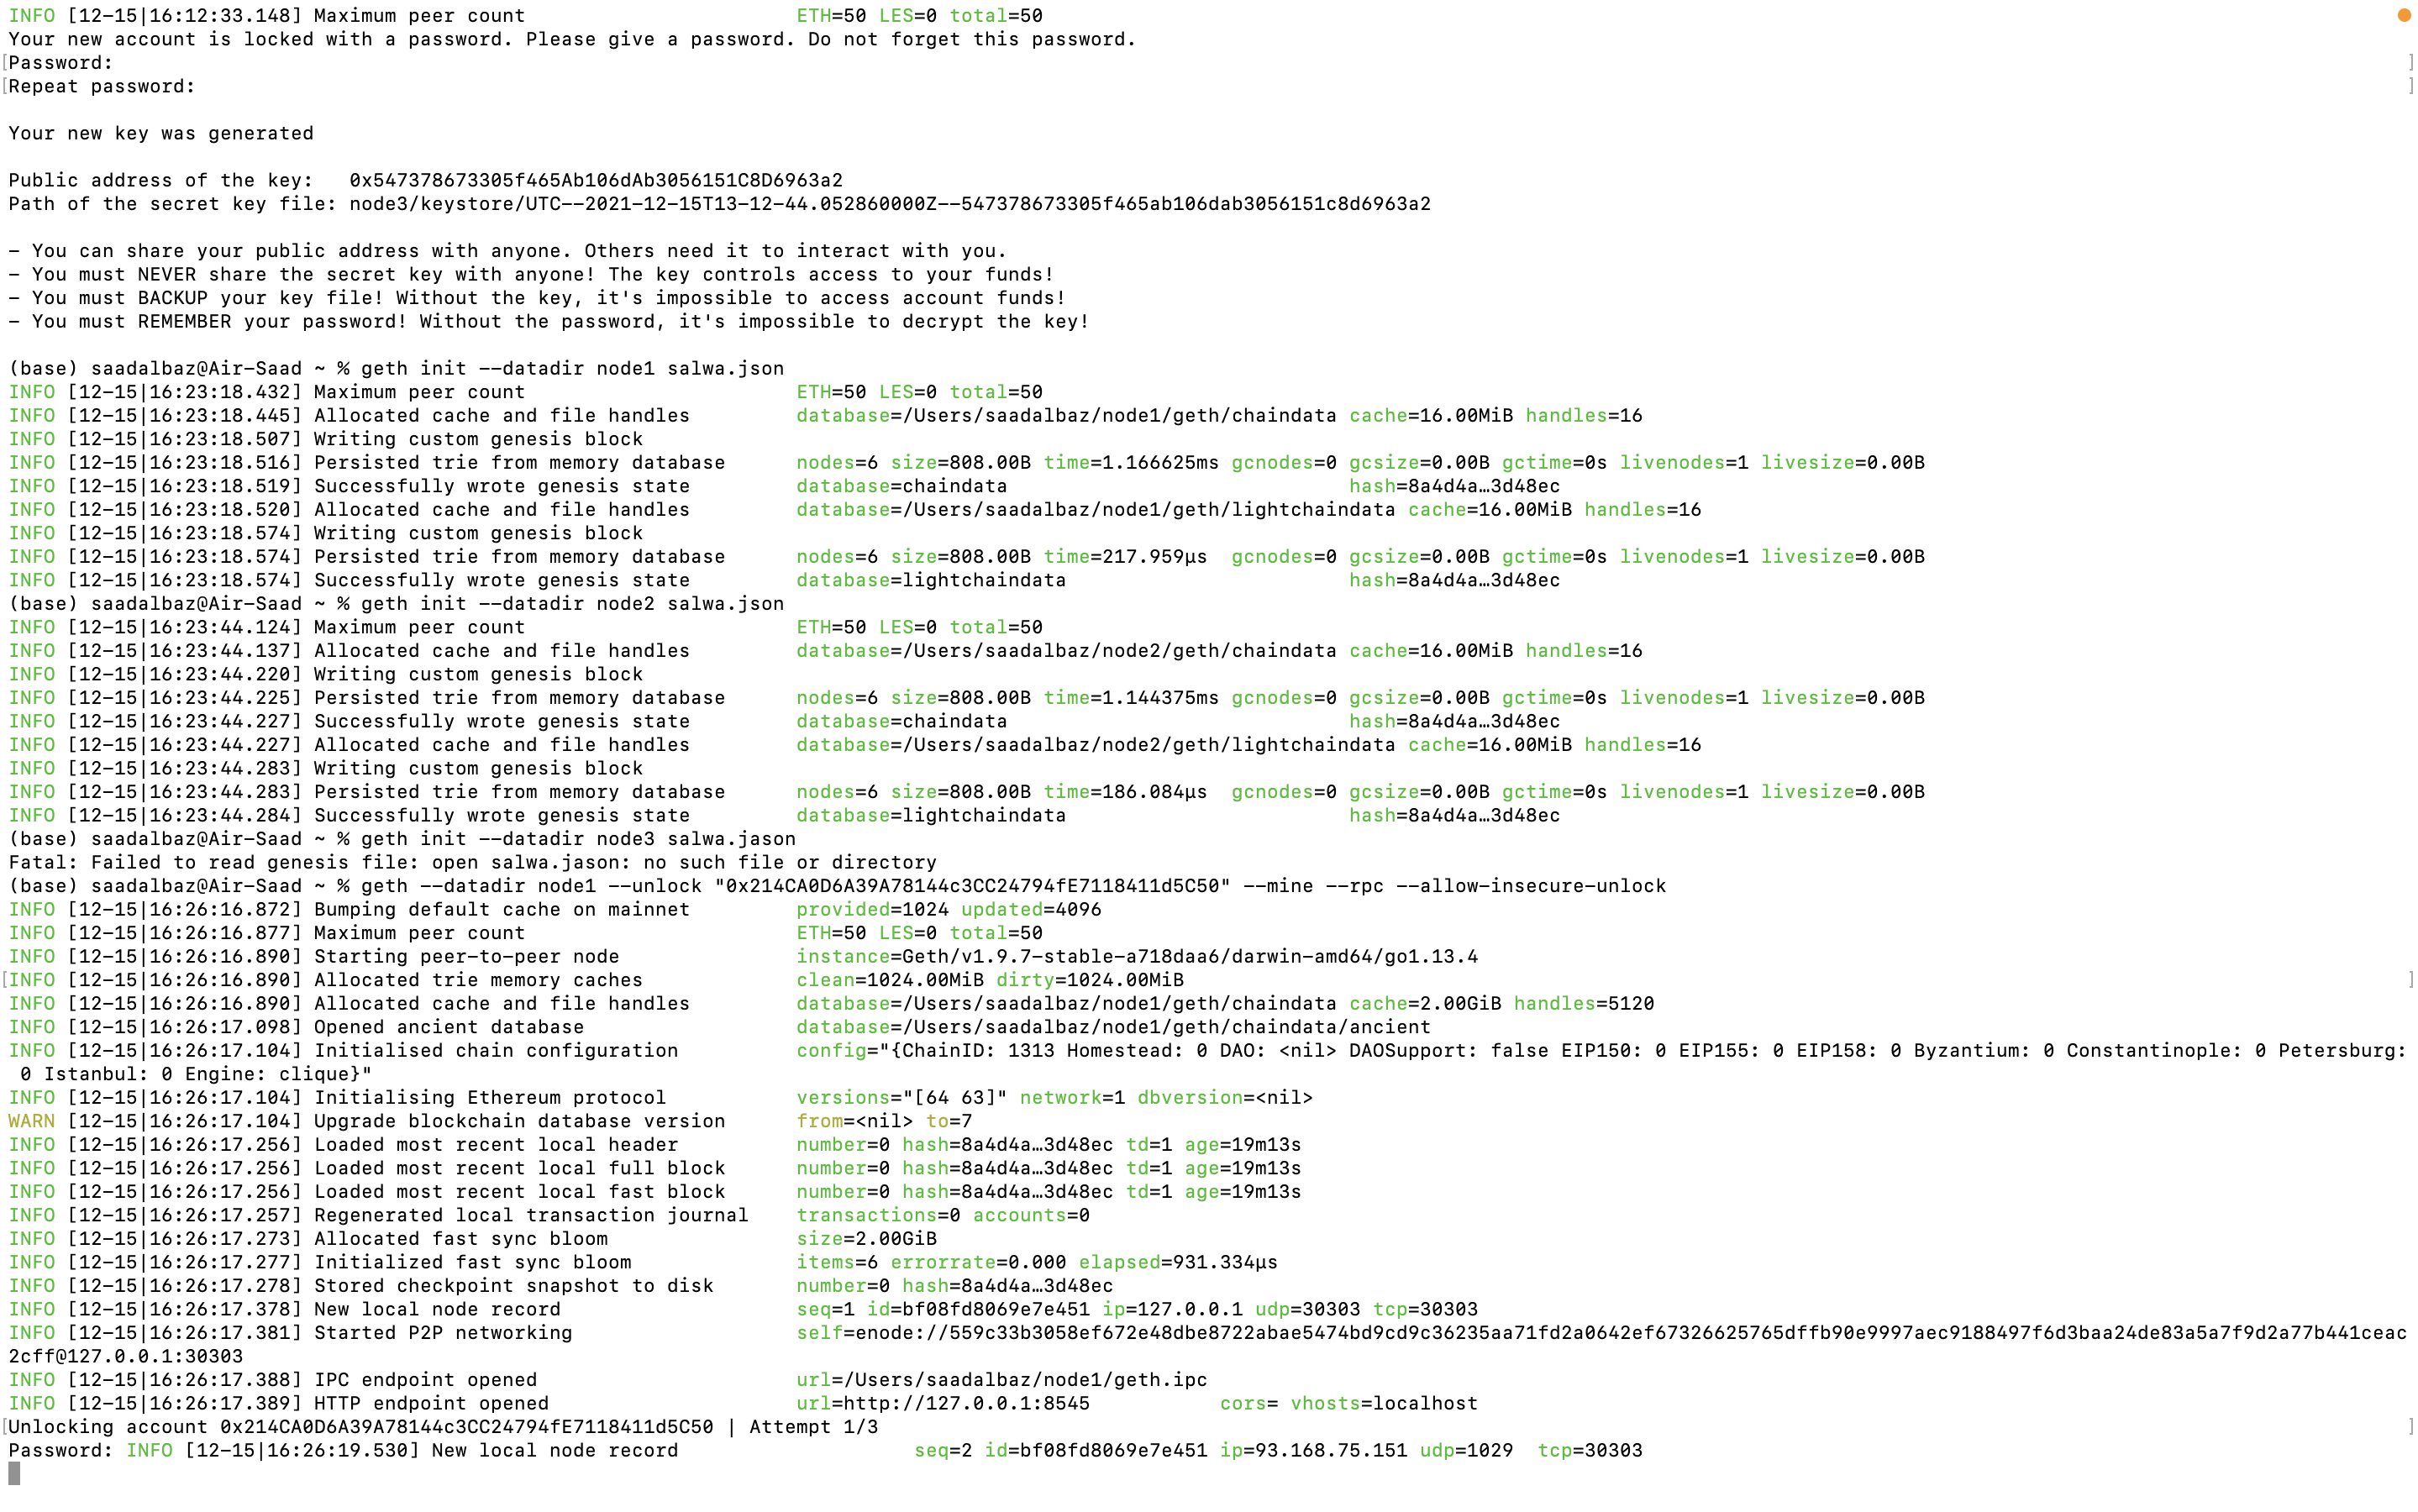 INFO [12-15|16:12:33.148] Maximum peer count                       ETH=50 LES=0 total=50
Your new account is locked with a password. Please give a password. Do not forget this password.
[Password: ]
[Repeat password: ]
Your new key was generated
Public address of the key:   0x547378673305f465Ab106dAb3056151C8D6963a2
Path of the secret key file: node3/keystore/UTC--2021-12-15T13-12-44.052860000Z--547378673305f465ab106dab3056151c8d6963a2
- You can share your public address with anyone. Others need it to interact with you.
- You must NEVER share the secret key with anyone! The key controls access to your funds!
- You must BACKUP your key file! Without the key, it's impossible to access account funds!
- You must REMEMBER your password! Without the password, it's impossible to decrypt the key!
(base) saadalbaz@Air-Saad ~ % geth init --datadir node1 salwa.json
INFO [12-15|16:23:18.432] Maximum peer count                       ETH=50 LES=0 total=50
INFO [12-15|16:23:18.445] Allocated cache and file handles         database=/Users/saadalbaz/node1/geth/chaindata cache=16.00MiB handles=16
INFO [12-15|16:23:18.507] Writing custom genesis block
INFO [12-15|16:23:18.516] Persisted trie from memory database      nodes=6 size=808.00B time=1.166625ms gcnodes=0 gcsize=0.00B gctime=0s livenodes=1 livesize=0.00B
INFO [12-15|16:23:18.519] Successfully wrote genesis state         database=chaindata                             hash=8a4d4a…3d48ec
INFO [12-15|16:23:18.520] Allocated cache and file handles         database=/Users/saadalbaz/node1/geth/lightchaindata cache=16.00MiB handles=16
INFO [12-15|16:23:18.574] Writing custom genesis block
INFO [12-15|16:23:18.574] Persisted trie from memory database      nodes=6 size=808.00B time=217.959µs  gcnodes=0 gcsize=0.00B gctime=0s livenodes=1 livesize=0.00B
INFO [12-15|16:23:18.574] Successfully wrote genesis state         database=lightchaindata                        hash=8a4d4a…3d48ec
(base) saadalbaz@Air-Saad ~ % geth init --datadir node2 salwa.json
INFO [12-15|16:23:44.124] Maximum peer count                       ETH=50 LES=0 total=50
INFO [12-15|16:23:44.137] Allocated cache and file handles         database=/Users/saadalbaz/node2/geth/chaindata cache=16.00MiB handles=16
INFO [12-15|16:23:44.220] Writing custom genesis block
INFO [12-15|16:23:44.225] Persisted trie from memory database      nodes=6 size=808.00B time=1.144375ms gcnodes=0 gcsize=0.00B gctime=0s livenodes=1 livesize=0.00B
INFO [12-15|16:23:44.227] Successfully wrote genesis state         database=chaindata                             hash=8a4d4a…3d48ec
INFO [12-15|16:23:44.227] Allocated cache and file handles         database=/Users/saadalbaz/node2/geth/lightchaindata cache=16.00MiB handles=16
INFO [12-15|16:23:44.283] Writing custom genesis block
INFO [12-15|16:23:44.283] Persisted trie from memory database      nodes=6 size=808.00B time=186.084µs  gcnodes=0 gcsize=0.00B gctime=0s livenodes=1 livesize=0.00B
INFO [12-15|16:23:44.284] Successfully wrote genesis state         database=lightchaindata                        hash=8a4d4a…3d48ec
(base) saadalbaz@Air-Saad ~ % geth init --datadir node3 salwa.jason
Fatal: Failed to read genesis file: open salwa.jason: no such file or directory
(base) saadalbaz@Air-Saad ~ % geth --datadir node1 --unlock "0x214CA0D6A39A78144c3CC24794fE7118411d5C50" --mine --rpc --allow-insecure-unlock
INFO [12-15|16:26:16.872] Bumping default cache on mainnet         provided=1024 updated=4096
INFO [12-15|16:26:16.877] Maximum peer count                       ETH=50 LES=0 total=50
INFO [12-15|16:26:16.890] Starting peer-to-peer node               instance=Geth/v1.9.7-stable-a718daa6/darwin-amd64/go1.13.4
[INFO [12-15|16:26:16.890] Allocated trie memory caches             clean=1024.00MiB dirty=1024.00MiB ]
INFO [12-15|16:26:16.890] Allocated cache and file handles         database=/Users/saadalbaz/node1/geth/chaindata cache=2.00GiB handles=5120
INFO [12-15|16:26:17.098] Opened ancient database                  database=/Users/saadalbaz/node1/geth/chaindata/ancient
INFO [12-15|16:26:17.104] Initialised chain configuration          config="{ChainID: 1313 Homestead: 0 DAO: <nil> DAOSupport: false EIP150: 0 EIP155: 0 EIP158: 0 Byzantium: 0 Constantinople: 0 Petersburg:
 0 Istanbul: 0 Engine: clique}"
INFO [12-15|16:26:17.104] Initialising Ethereum protocol           versions="[64 63]" network=1 dbversion=<nil>
WARN [12-15|16:26:17.104] Upgrade blockchain database version      from=<nil> to=7
INFO [12-15|16:26:17.256] Loaded most recent local header          number=0 hash=8a4d4a…3d48ec td=1 age=19m13s
INFO [12-15|16:26:17.256] Loaded most recent local full block      number=0 hash=8a4d4a…3d48ec td=1 age=19m13s
INFO [12-15|16:26:17.256] Loaded most recent local fast block      number=0 hash=8a4d4a…3d48ec td=1 age=19m13s
INFO [12-15|16:26:17.257] Regenerated local transaction journal    transactions=0 accounts=0
INFO [12-15|16:26:17.273] Allocated fast sync bloom                size=2.00GiB
INFO [12-15|16:26:17.277] Initialized fast sync bloom              items=6 errorrate=0.000 elapsed=931.334µs
INFO [12-15|16:26:17.278] Stored checkpoint snapshot to disk       number=0 hash=8a4d4a…3d48ec
INFO [12-15|16:26:17.378] New local node record                    seq=1 id=bf08fd8069e7e451 ip=127.0.0.1 udp=30303 tcp=30303
INFO [12-15|16:26:17.381] Started P2P networking                   self=enode://559c33b3058ef672e48dbe8722abae5474bd9cd9c36235aa71fd2a0642ef67326625765dffb90e9997aec9188497f6d3baa24de83a5a7f9d2a77b441ceac
2cff@127.0.0.1:30303
INFO [12-15|16:26:17.388] IPC endpoint opened                      url=/Users/saadalbaz/node1/geth.ipc
INFO [12-15|16:26:17.389] HTTP endpoint opened                     url=http://127.0.0.1:8545           cors= vhosts=localhost
[Unlocking account 0x214CA0D6A39A78144c3CC24794fE7118411d5C50 | Attempt 1/3 ]
Password: INFO [12-15|16:26:19.530] New local node record                    seq=2 id=bf08fd8069e7e451 ip=93.168.75.151 udp=1029  tcp=30303